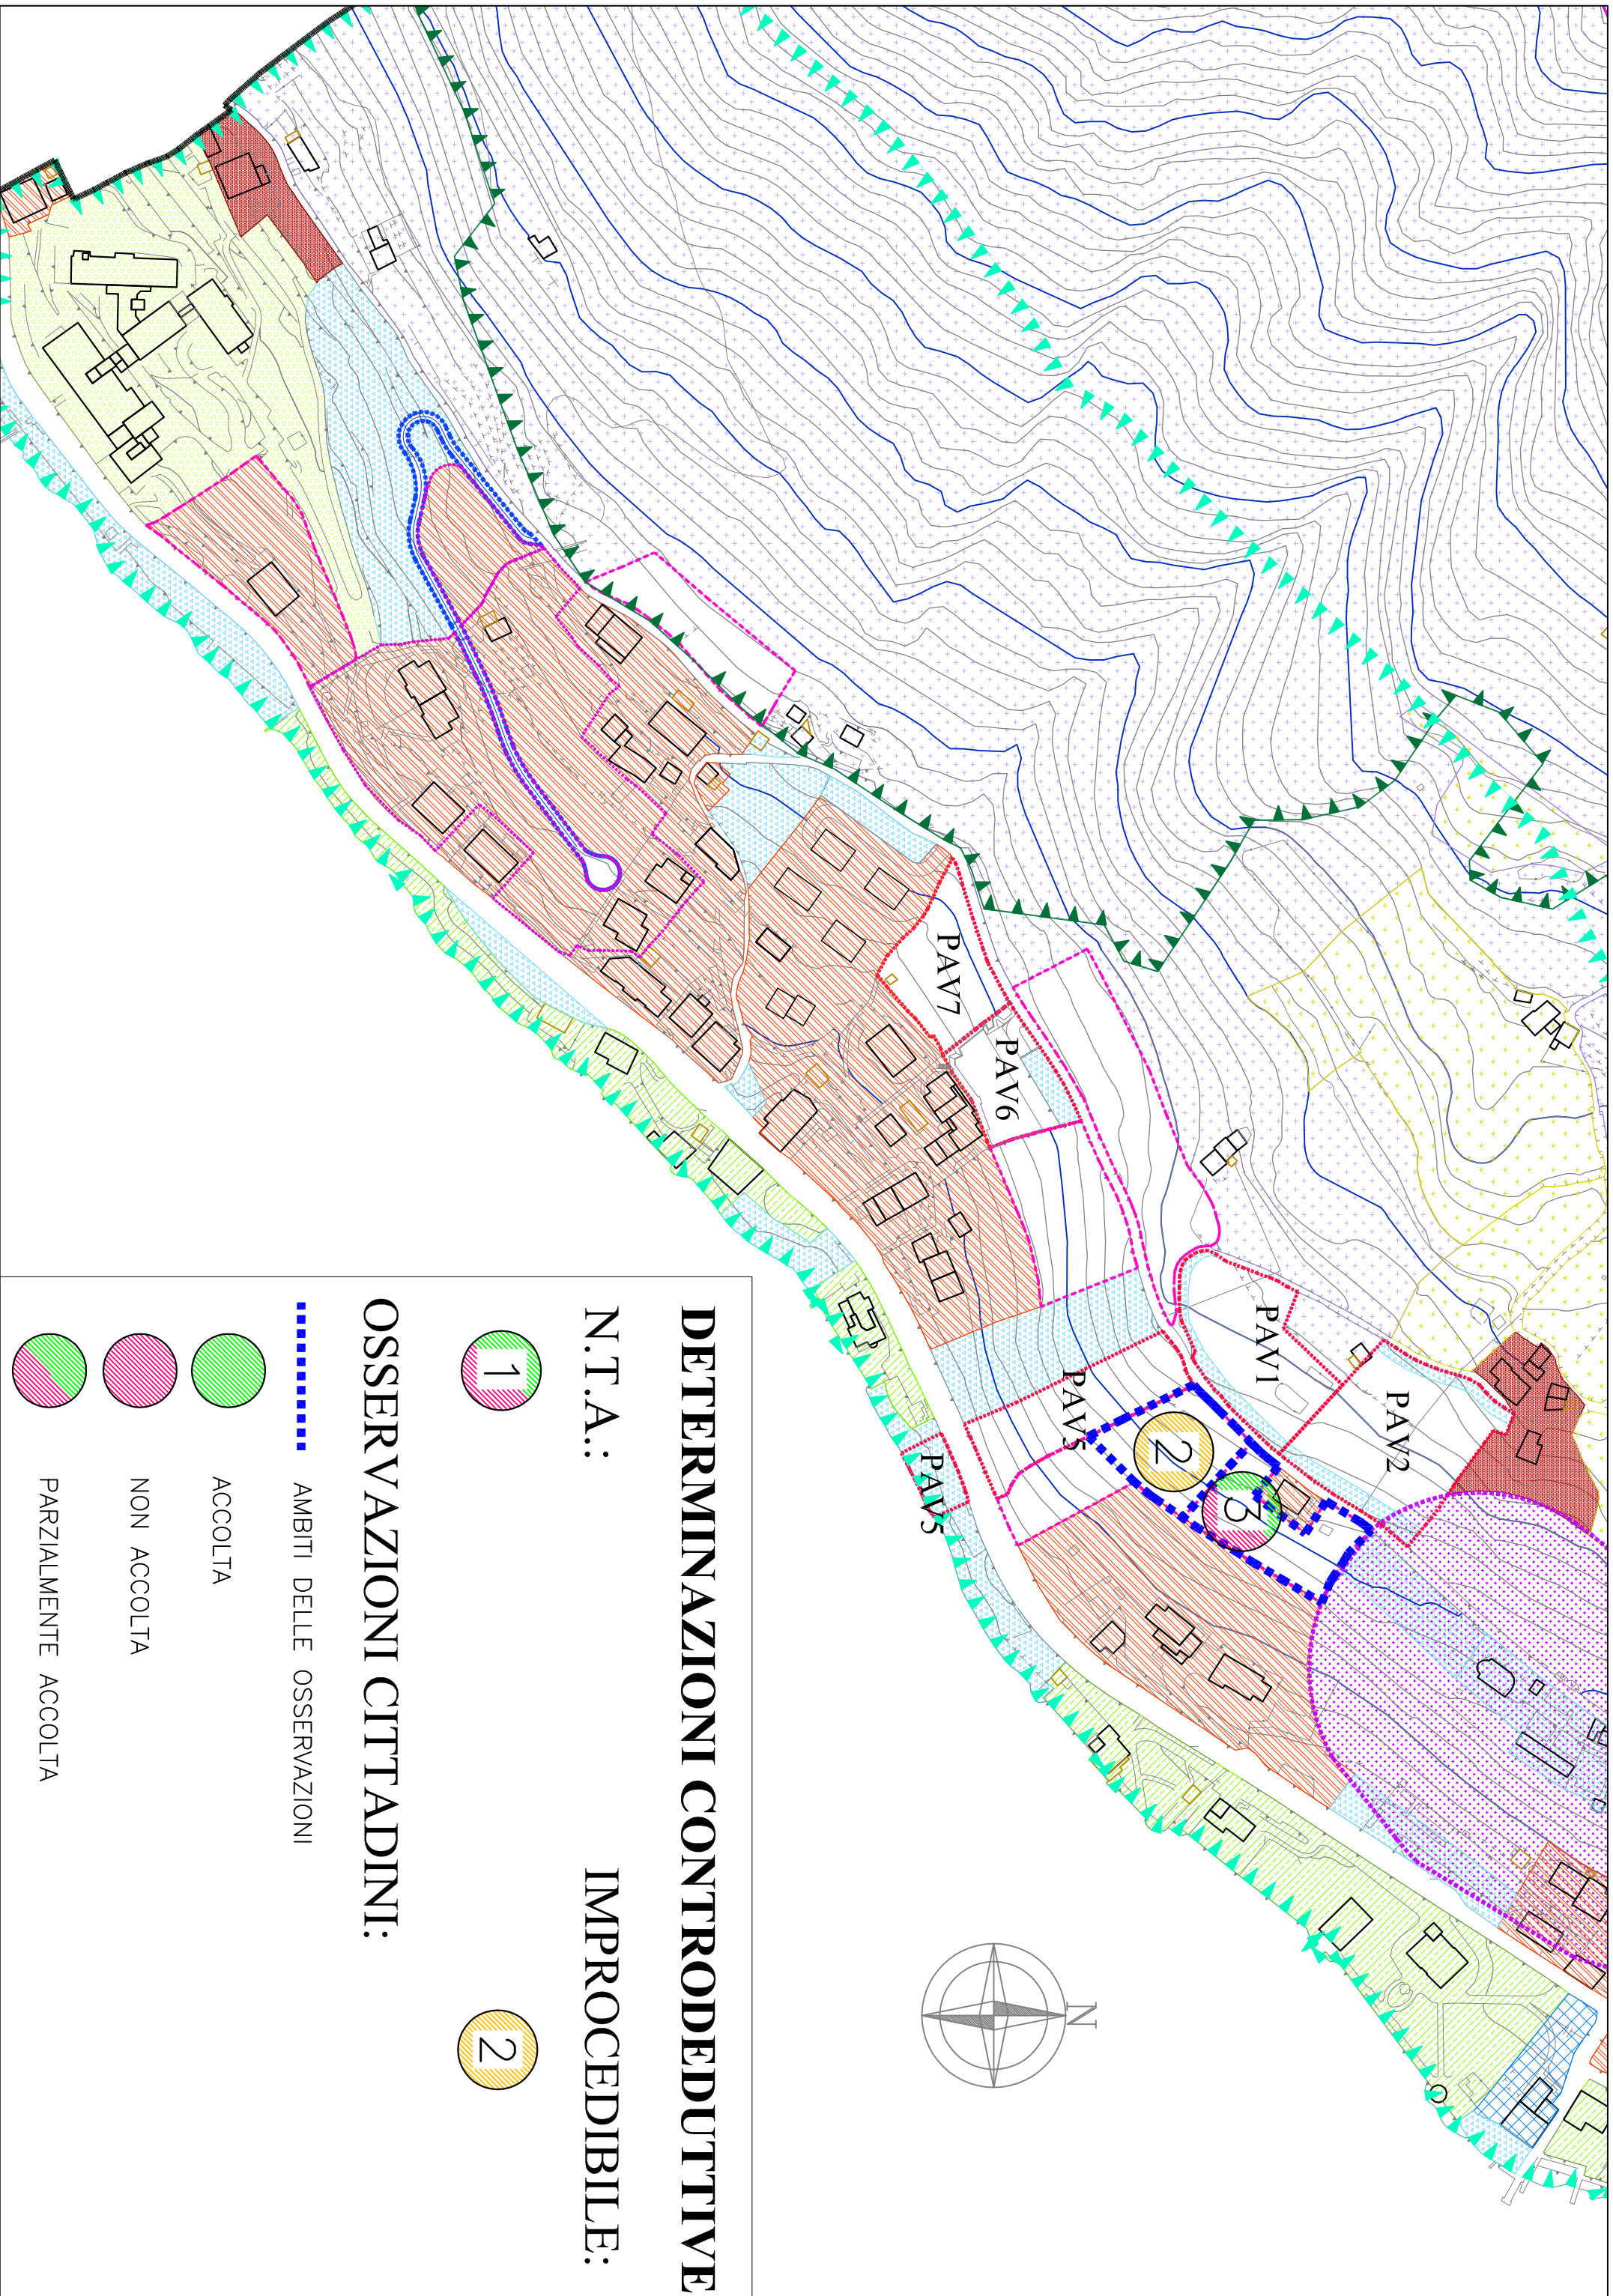 PAV7
PAV6
PAV1
PAV2
PAV5
PAV5
2
3
N
DETERMINAZIONI CONTRODEDUTTIVE
N.T.A.: IMPROCEDIBILE:
1 2
OSSERVAZIONI CITTADINI:
AMBITI DELLE OSSERVAZIONI
ACCOLTA
NON ACCOLTA
PARZIALMENTE ACCOLTA